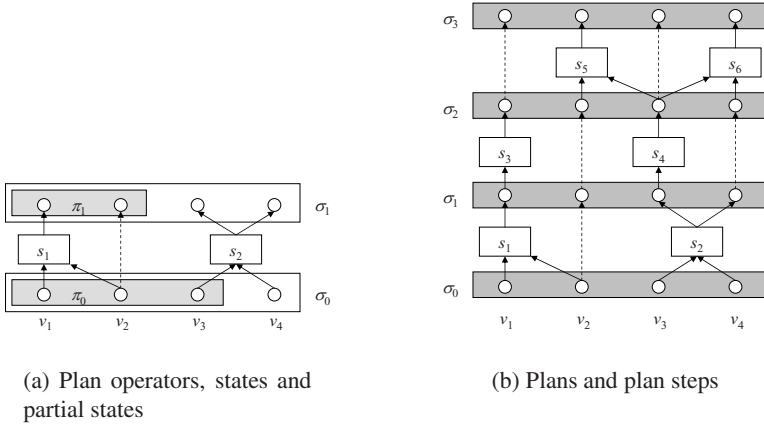 σ₃
s₅ s₆
σ₂
s₃ s₄
σ₁
s₁ s₂
σ₀
v₁ v₂ v₃ v₄
π₁ σ₁
s₁ s₂
π₀ σ₀
v₁ v₂ v₃ v₄
(a) Plan operators, states and
partial states
(b) Plans and plan steps